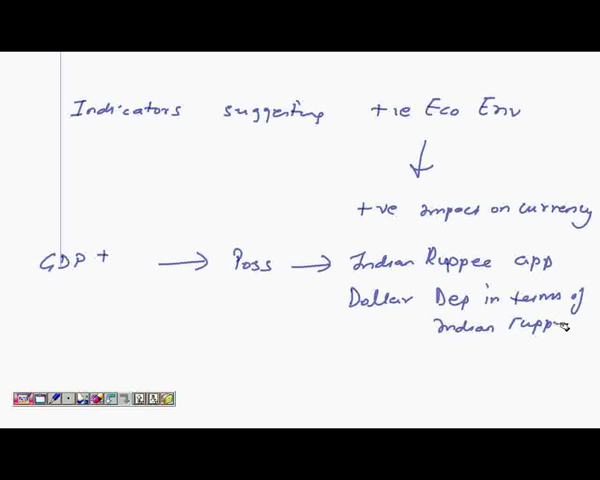 Indicators suggesting +ve Eco Env
+ve impact on currency
GDP + → Poss → Indian Ruppee app
Dollar Dep in terms of
Indian rupp